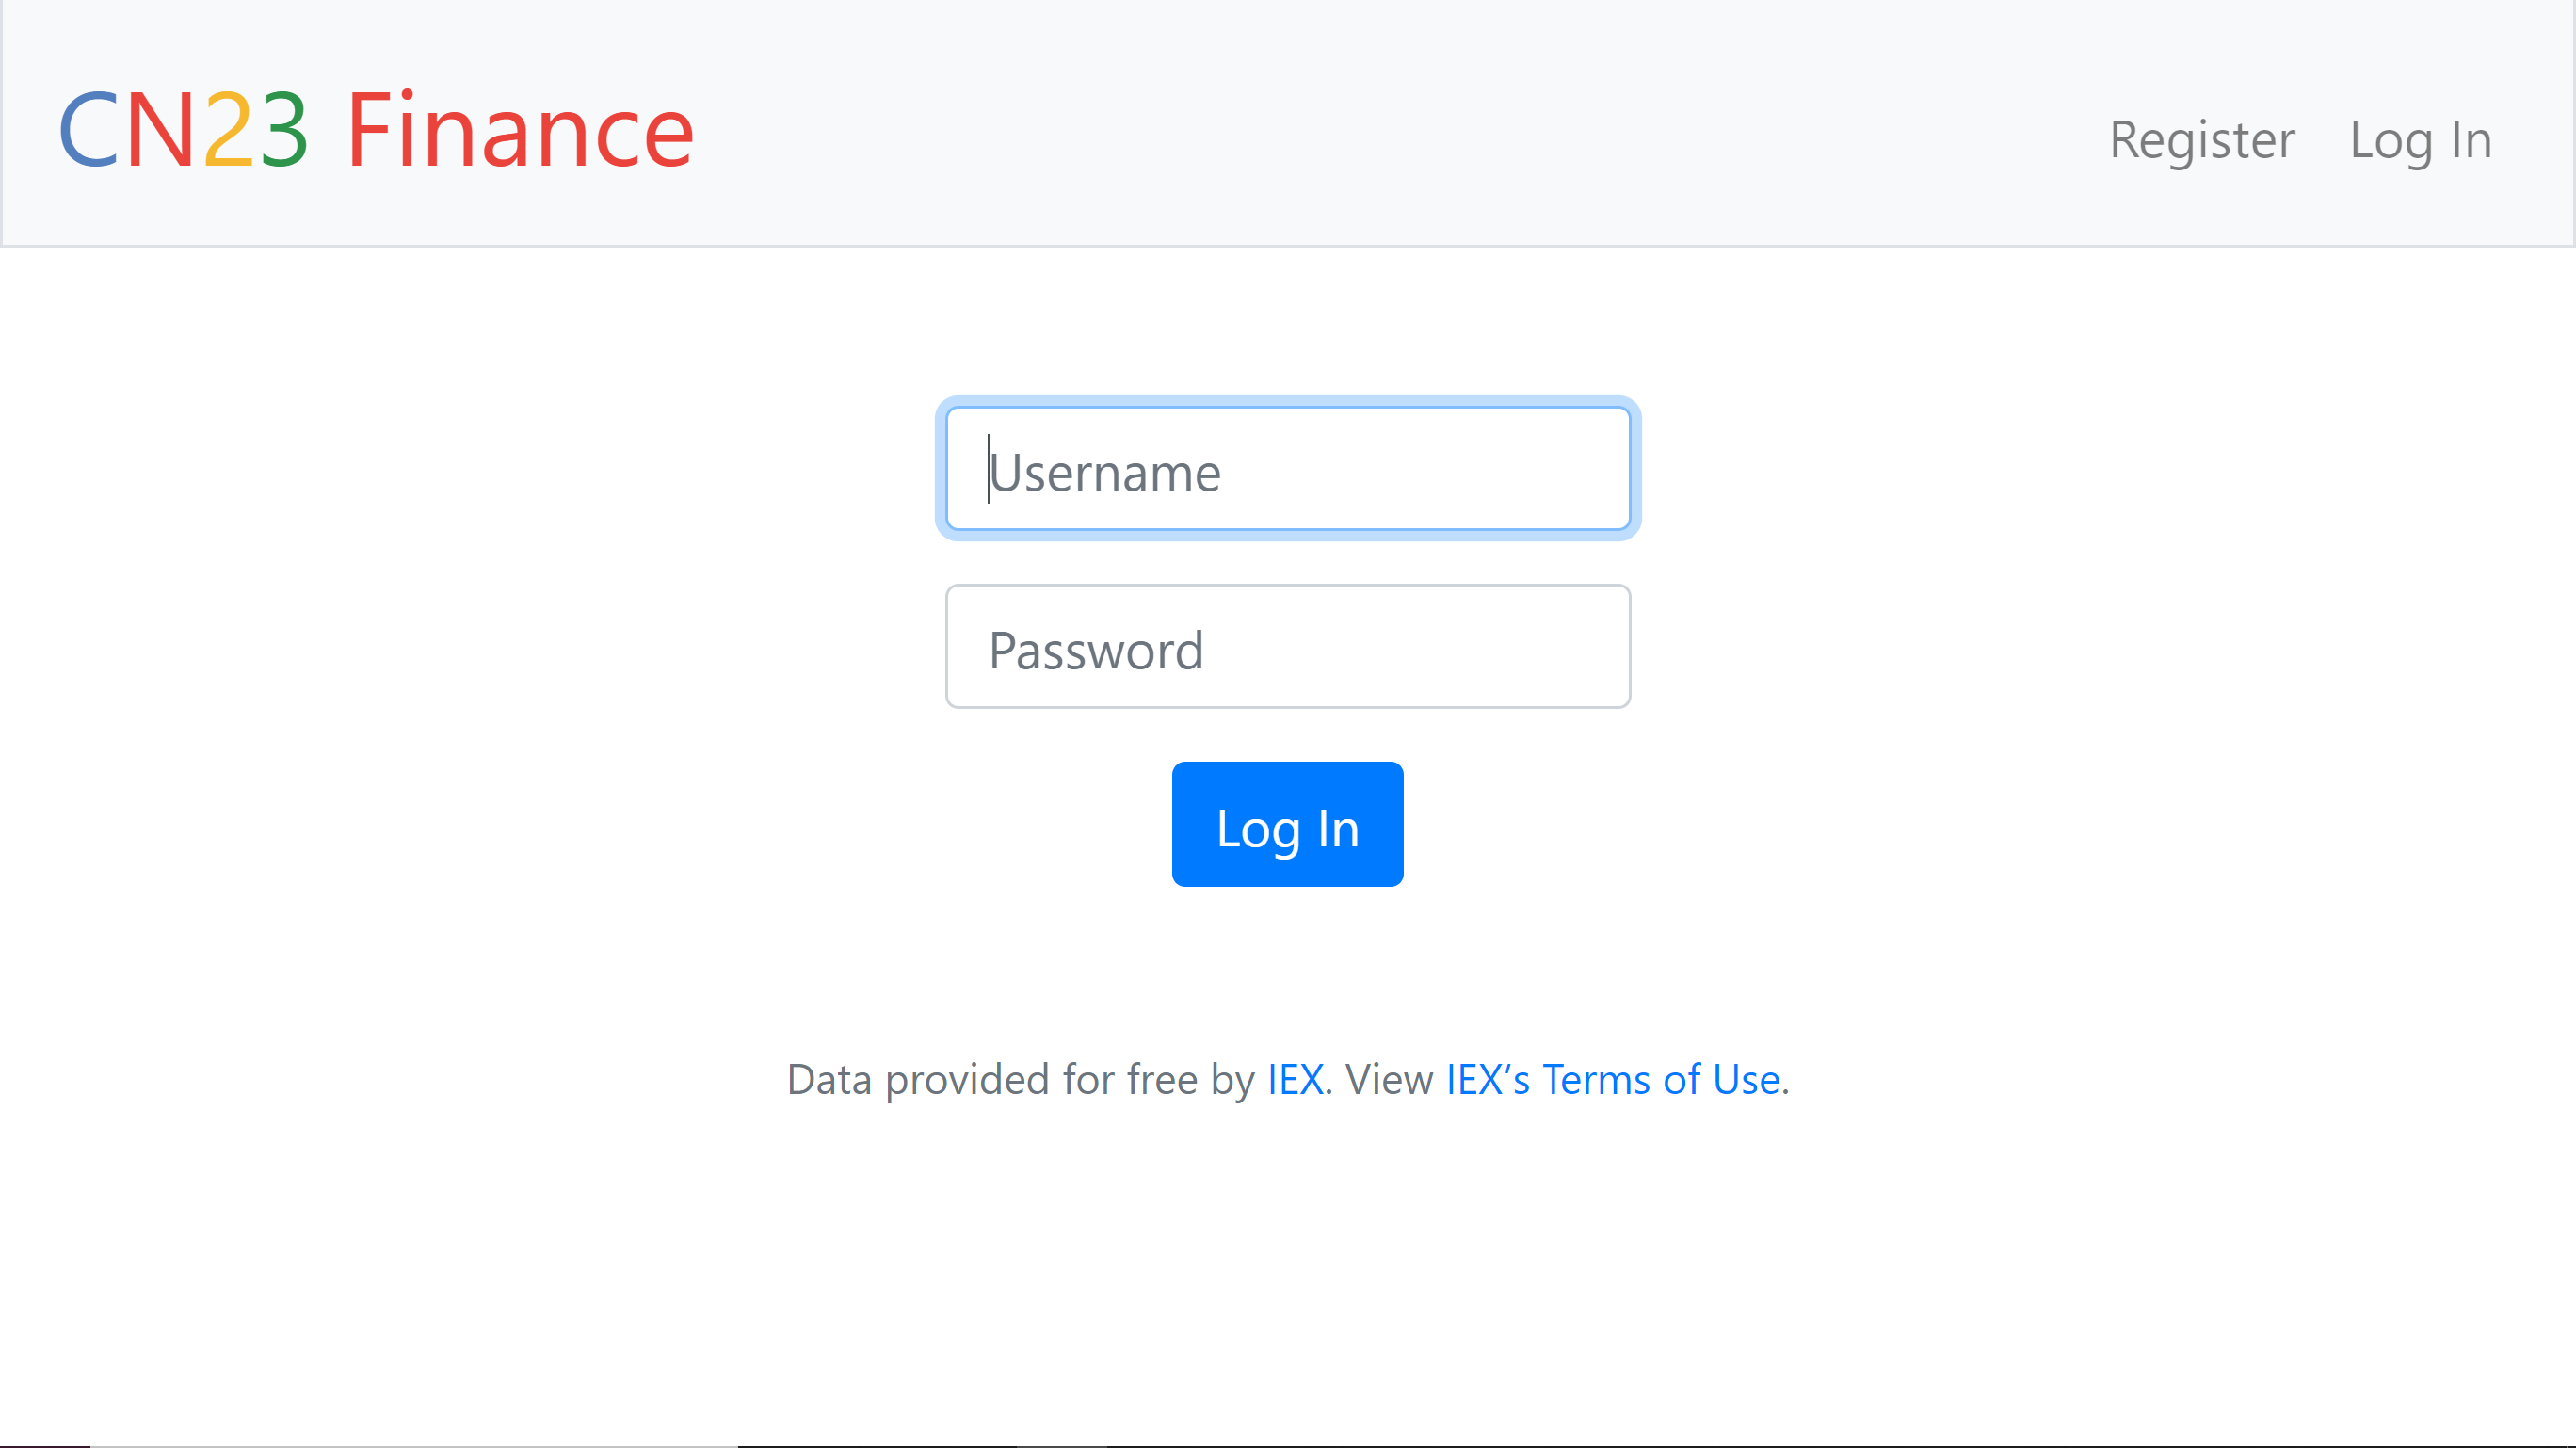 CN23 Finance
Register Log In
Username
Password
Log In
Data provided for free by IEX. View IEX’s Terms of Use.